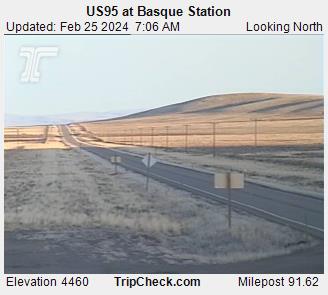 US95 at Basque Station
Updated: Feb 25 2024 7:06 AM Looking North
Elevation 4460 TripCheck.com Milepost 91.62